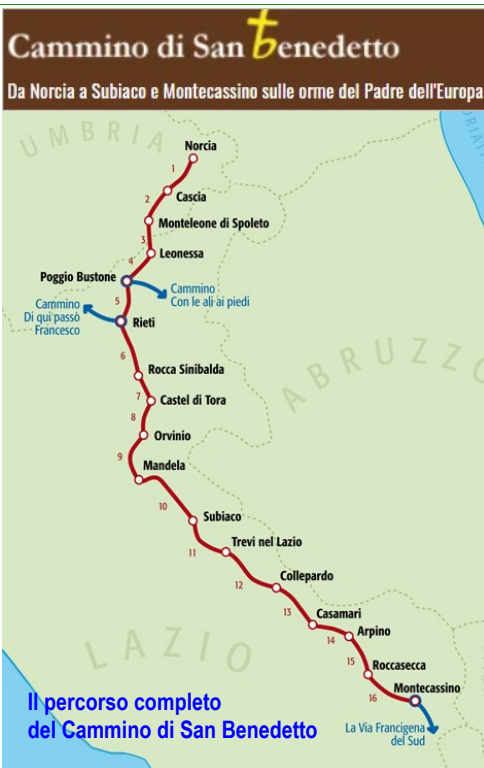 Cammino di San Benedetto
Da Norcia a Subiaco e Montecassino sulle orme del Padre dell'Europa
UMBRIA
Norcia
1
Cascia
2
Monteleone di Spoleto
3
Leonessa
4
Poggio Bustone
Cammino
Con le ali ai piedi
Cammino
Di qui passò
Francesco
5
Rieti
6
ABRUZZO
Rocca Sinibalda
7
Castel di Tora
8
Orvinio
9
Mandela
10
Subiaco
11
Trevi nel Lazio
12
Collepardo
13
Casamari
14
Arpino
15
Roccasecca
16
Montecassino
LAZIO
La Via Francigena
del Sud
Il percorso completo
del Cammino di San Benedetto